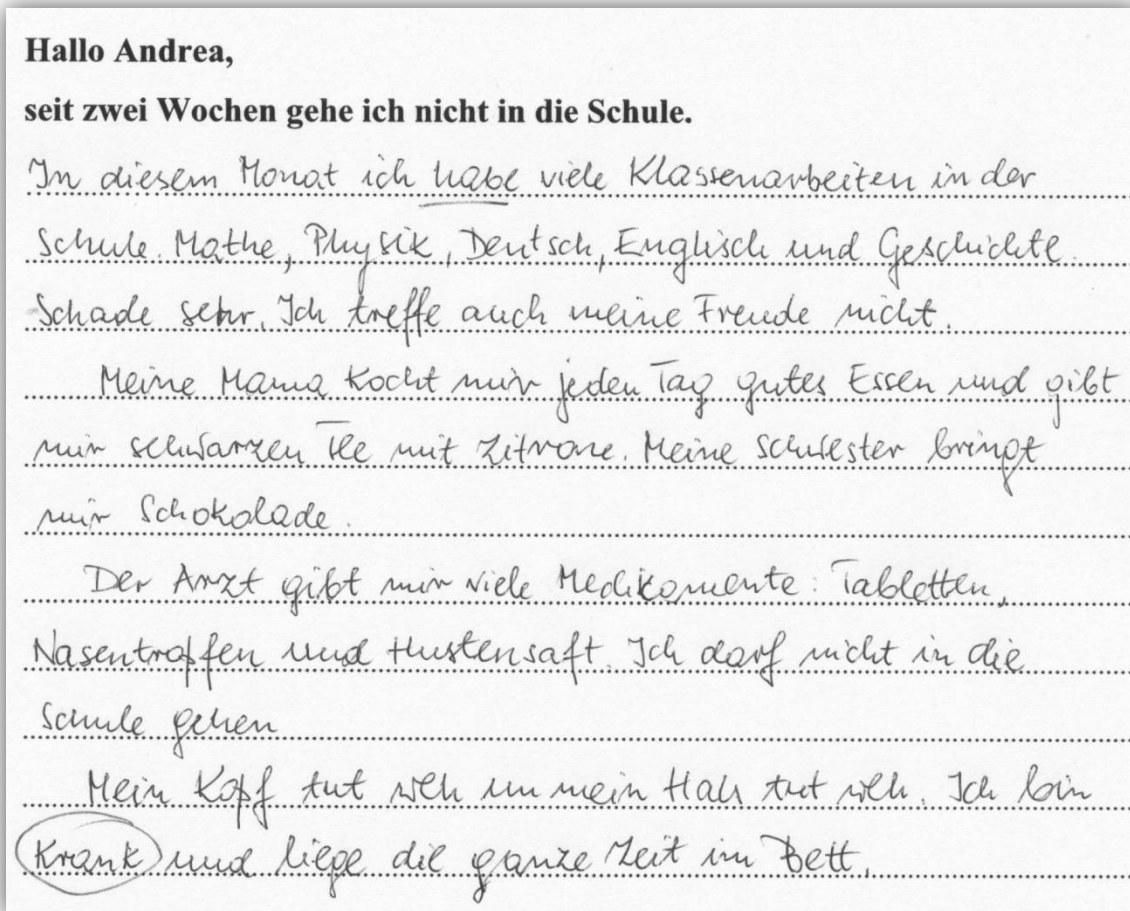 Hallo Andrea,
seit zwei Wochen gehe ich nicht in die Schule.
In diesem Monat ich habe viele Klassenarbeiten in der
Schule. Mathe, Physik, Deutsch, Englisch und Geschichte.
Schade sehr. Ich treffe auch meine Freude nicht.
Meine Mama kocht mir jeden Tag gutes Essen und gibt
mir schwarzen Tee mit Zitrone. Meine Schwester bringt
mir Schokolade.
Der Arzt gibt mir viele Medikamente: Tabletten,
Nasentropfen und Hustensaft. Ich darf nicht in die
Schule gehen
Mein Kopf tut weh un mein Hals tut weh. Ich bin
krank und liege die ganze Zeit im Bett.